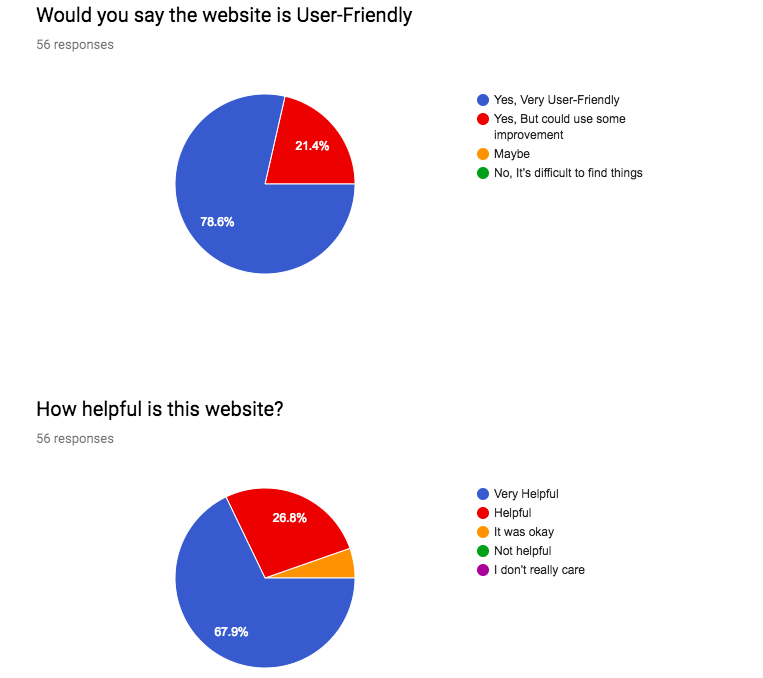 Would you say the website is User-Friendly
56 responses
21.4%
78.6%
Yes, Very User-Friendly
Yes, But could use some
improvement
Maybe
No, It's difficult to find things
How helpful is this website?
56 responses
26.8%
67.9%
Very Helpful
Helpful
It was okay
Not helpful
I don't really care